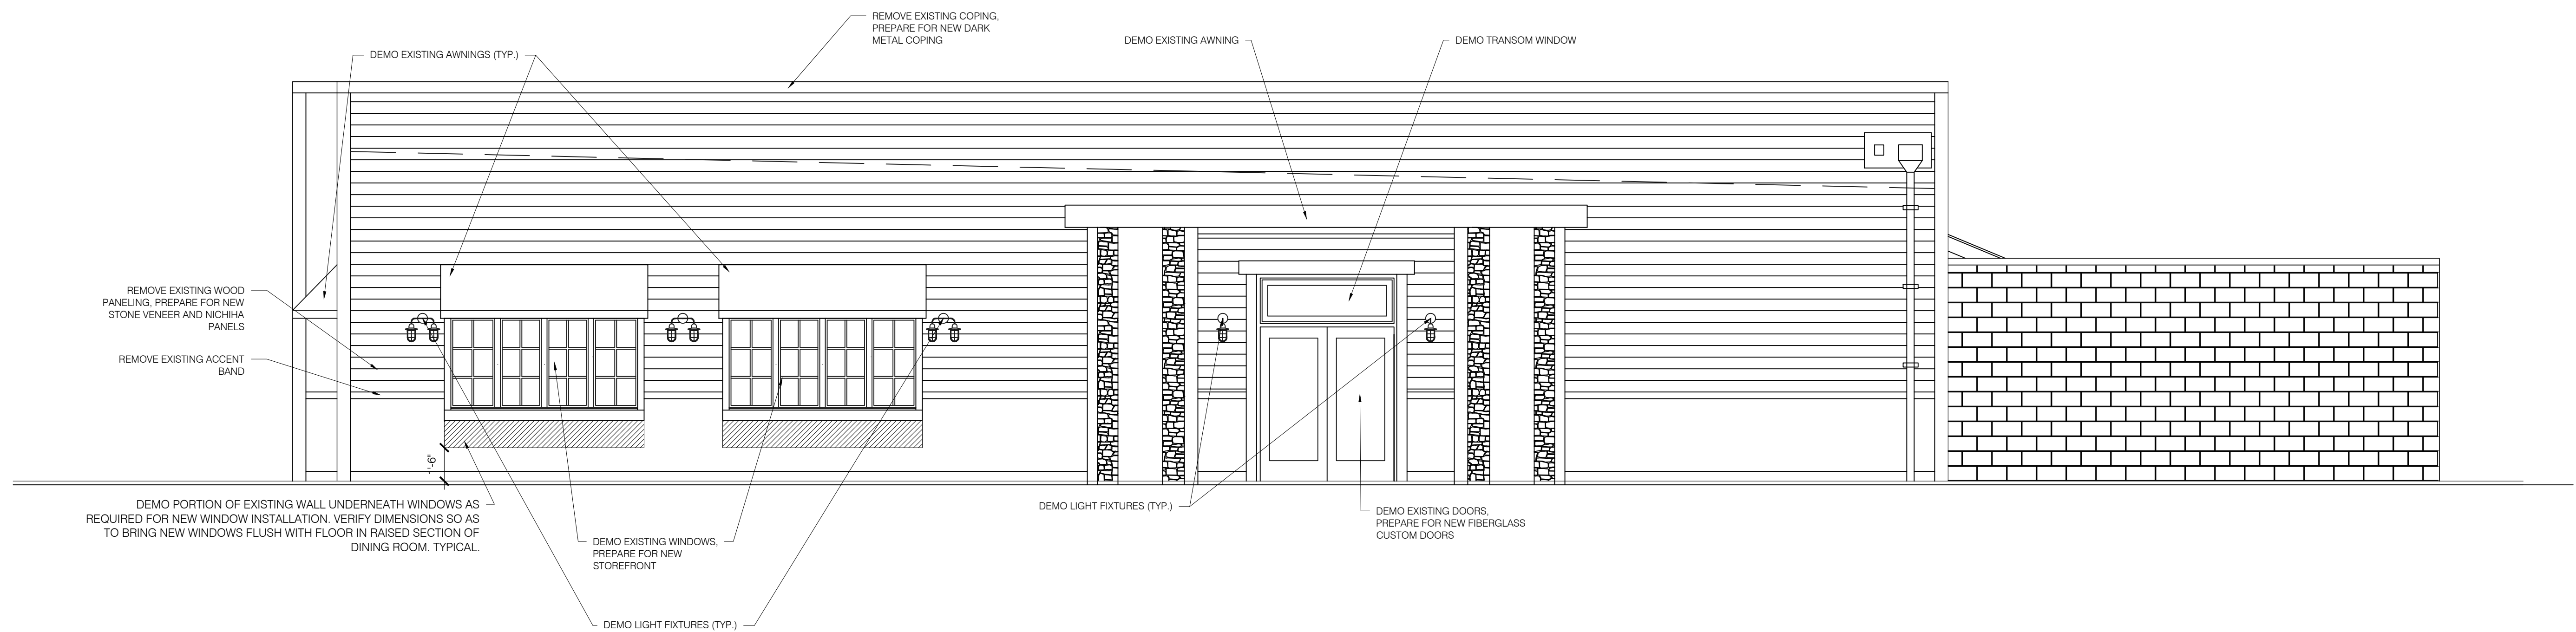 REMOVE EXISTING COPING,
PREPARE FOR NEW DARK
METAL COPING
DEMO EXISTING AWNINGS (TYP.)
DEMO EXISTING AWNING
DEMO TRANSOM WINDOW
REMOVE EXISTING WOOD
PANELING, PREPARE FOR NEW
STONE VENEER AND NICHIHA
PANELS
REMOVE EXISTING ACCENT
BAND
1'-6"
DEMO PORTION OF EXISTING WALL UNDERNEATH WINDOWS AS
REQUIRED FOR NEW WINDOW INSTALLATION. VERIFY DIMENSIONS SO AS
TO BRING NEW WINDOWS FLUSH WITH FLOOR IN RAISED SECTION OF
DINING ROOM. TYPICAL.
DEMO EXISTING WINDOWS,
PREPARE FOR NEW
STOREFRONT
DEMO LIGHT FIXTURES (TYP.)
DEMO EXISTING DOORS,
PREPARE FOR NEW FIBERGLASS
CUSTOM DOORS
DEMO LIGHT FIXTURES (TYP.)